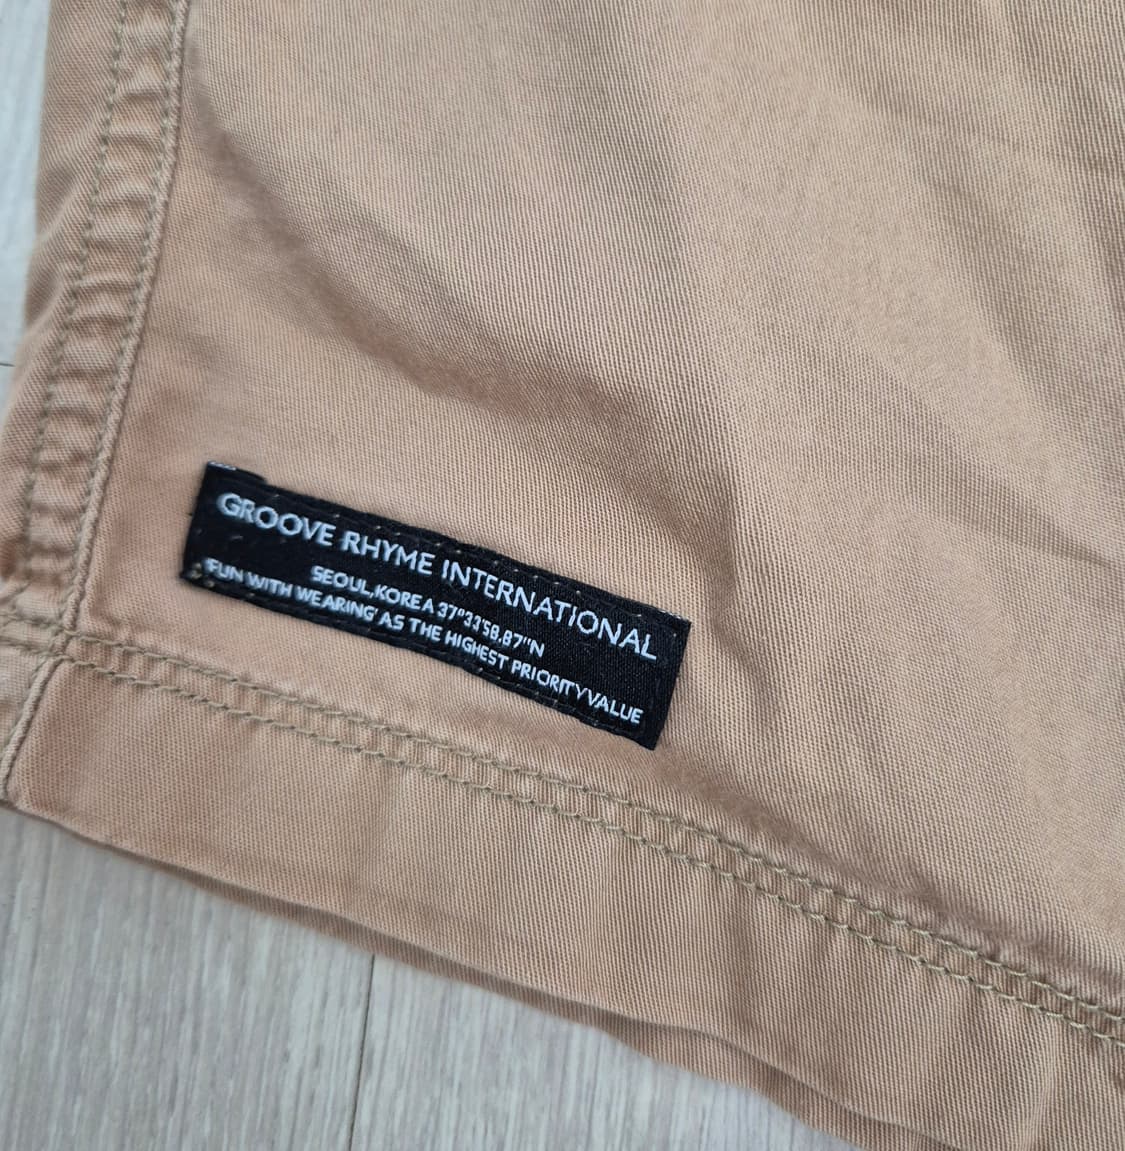 GROOVE RHYME INTERNATIONAL
SEOUL,KOREA 37°33'58.87"N
'FUN WITH WEARING' AS THE HIGHEST PRIORITYVALUE